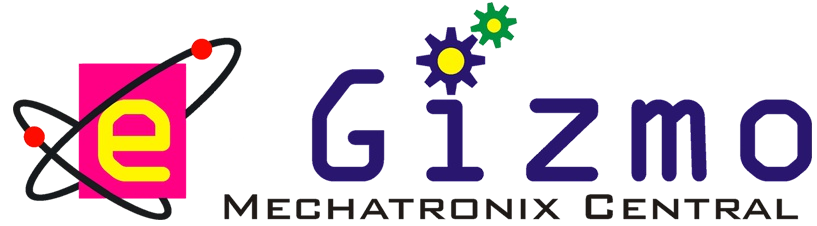 e Gizmo
MECHATRONIX CENTRAL